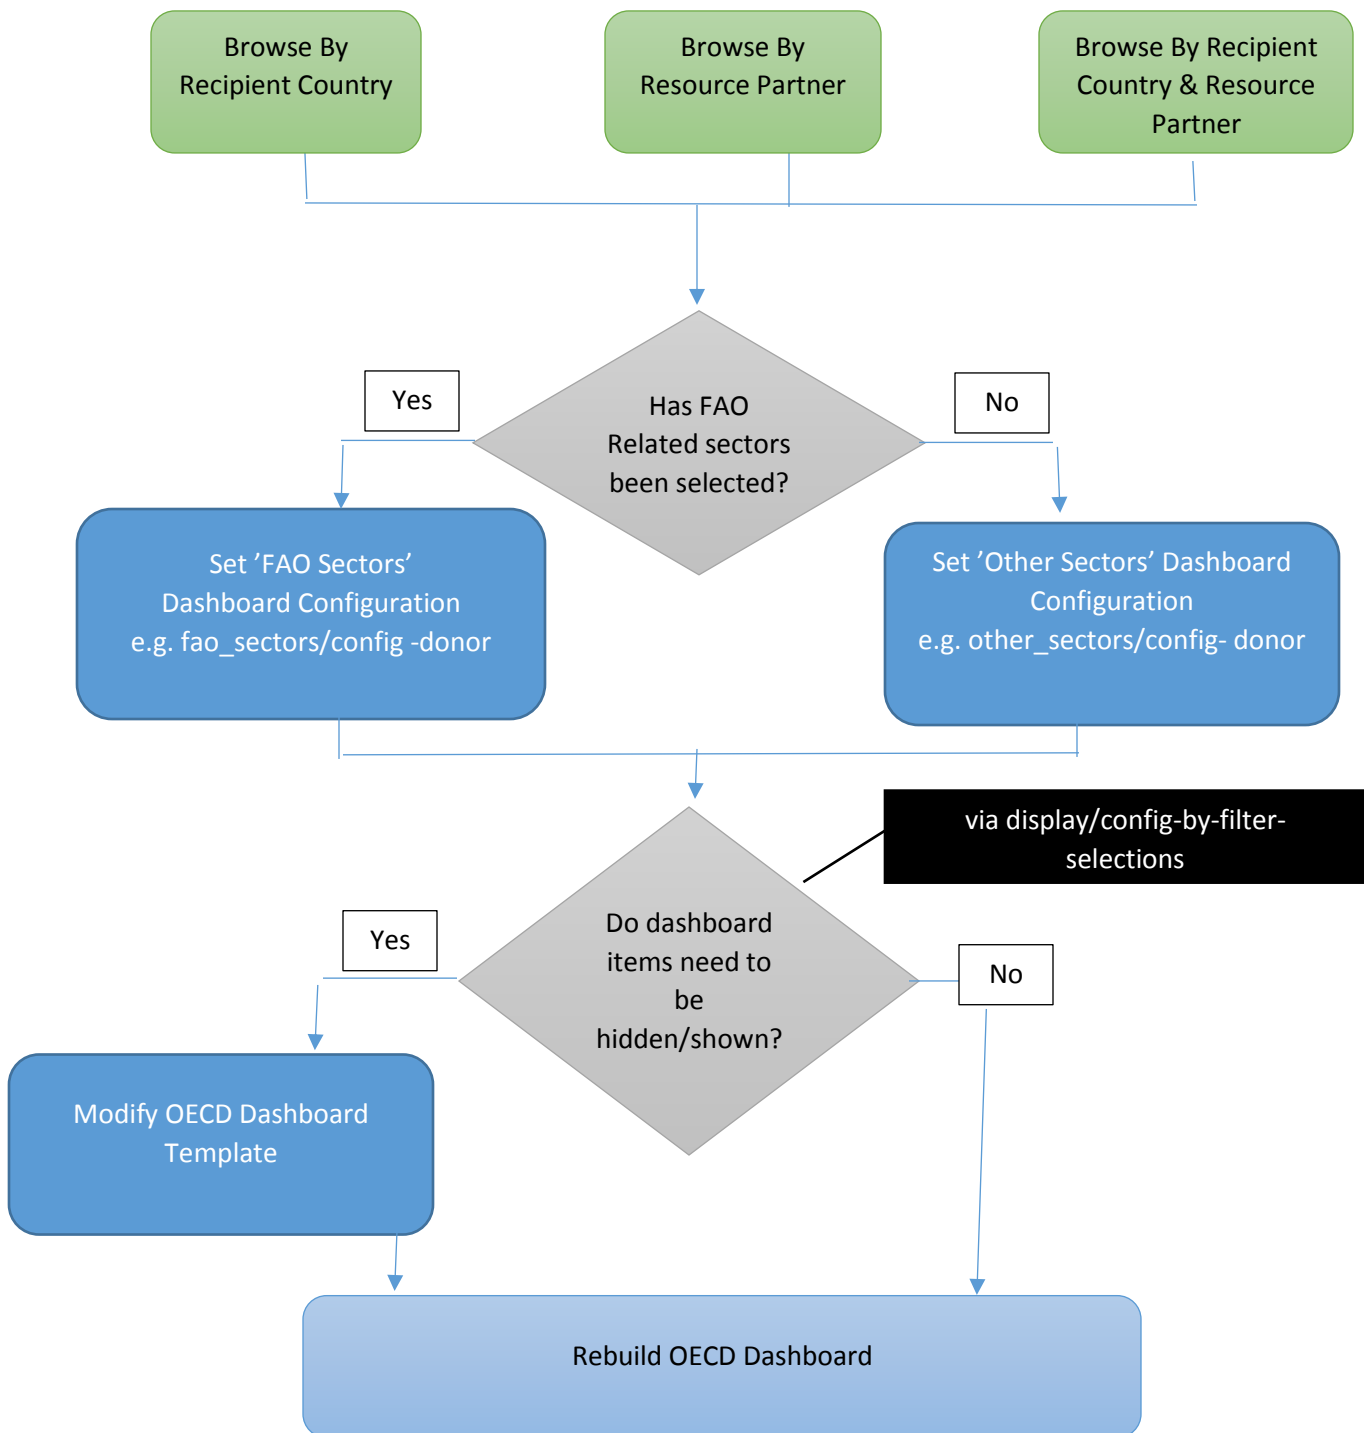 Browse By
Recipient Country
Browse By
Resource Partner
Browse By Recipient
Country & Resource
Partner
Yes
Has FAO
Related sectors
been selected?
No
Set ’FAO Sectors’
Dashboard Configuration
e.g. fao_sectors/config -donor
Set ’Other Sectors’ Dashboard
Configuration
e.g. other_sectors/config- donor
via display/config-by-filter-
selections
Yes
Do dashboard
items need to
be
hidden/shown?
No
Modify OECD Dashboard
Template
Rebuild OECD Dashboard